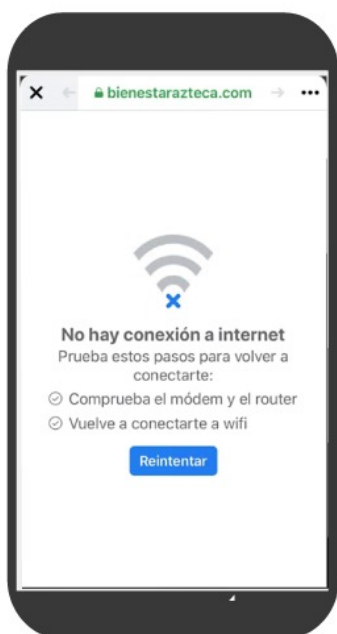 bienestarazteca.com
No hay conexión a internet
Prueba estos pasos para volver a
conectarte:
Comprueba el módem y el router
Vuelve a conectarte a wifi
Reintentar